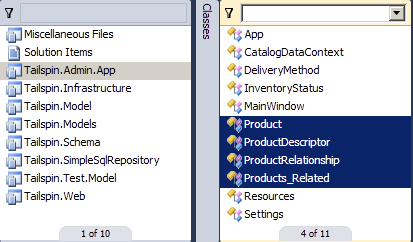 Miscellaneous Files
Solution Items
Tailspin.Admin.App
Tailspin.Infrastructure
Tailspin.Model
Tailspin.Models
Tailspin.Schema
Tailspin.SimpleSqlRepository
Tailspin.Test.Model
Tailspin.Web
1 of 10
Classes
App
CatalogDataContext
DeliveryMethod
InventoryStatus
MainWindow
Product
ProductDescriptor
ProductRelationship
Products_Related
Resources
Settings
4 of 11